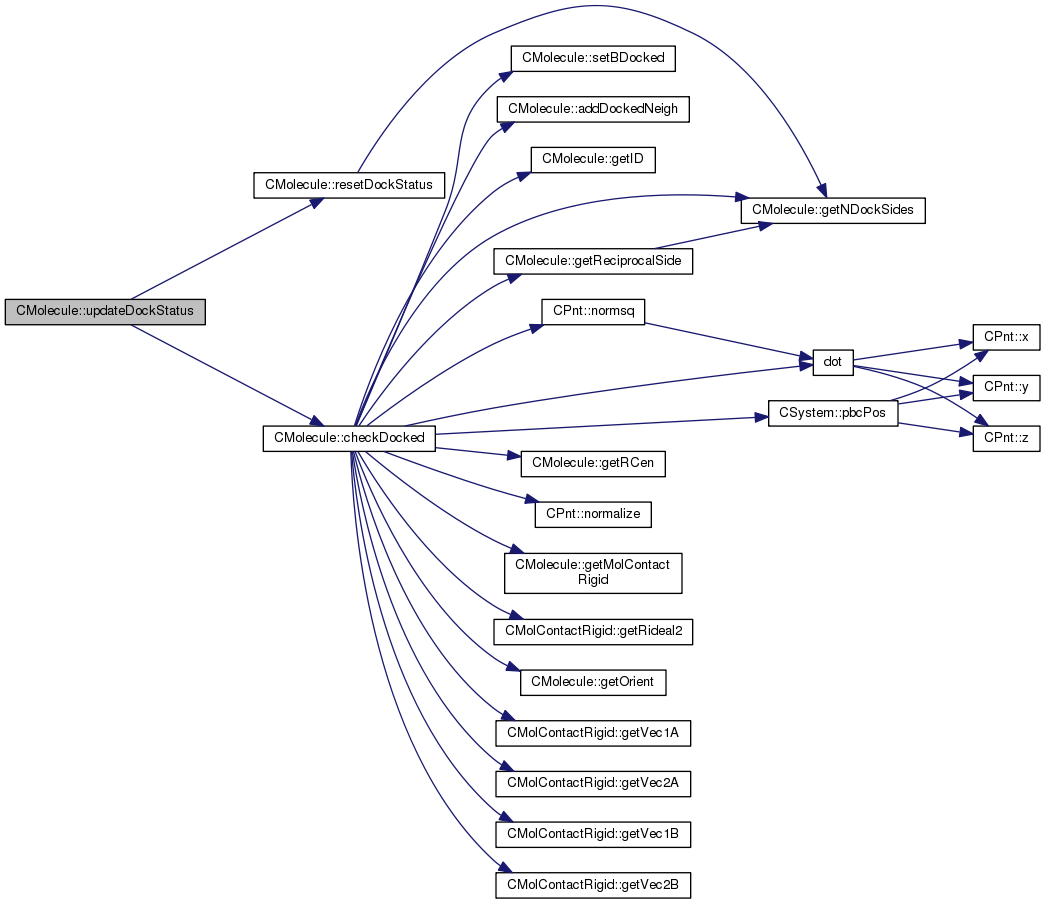 CMolecule::updateDockStatus
CMolecule::resetDockStatus
CMolecule::checkDocked
CMolecule::setBDocked
CMolecule::addDockedNeigh
CMolecule::getID
CMolecule::getNDockSides
CMolecule::getReciprocalSide
CPnt::normsq
dot
CPnt::x
CPnt::y
CPnt::z
CSystem::pbcPos
CMolecule::getRCen
CPnt::normalize
CMolecule::getMolContact
Rigid
CMolContactRigid::getRideal2
CMolecule::getOrient
CMolContactRigid::getVec1A
CMolContactRigid::getVec2A
CMolContactRigid::getVec1B
CMolContactRigid::getVec2B